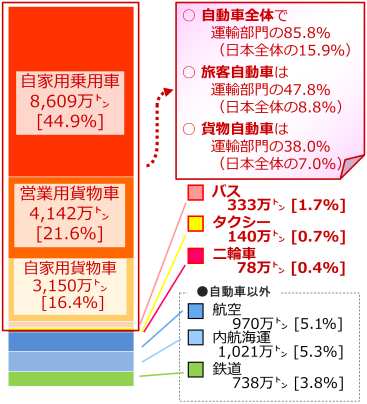 自家用乗用車
8,609万㌧
[44.9%]
営業用貨物車
4,142万㌧
[21.6%]
自家用貨物車
3,150万㌧
[16.4%]
○ 自動車全体で
運輸部門の85.8%
（日本全体の15.9%）
○ 旅客自動車は
運輸部門の47.8%
（日本全体の8.8%）
○ 貨物自動車は
運輸部門の38.0%
（日本全体の7.0%）
バス
333万㌧ [1.7%]
タクシー
140万㌧ [0.7%]
二輪車
78万㌧ [0.4%]
●自動車以外
航空
970万㌧ [5.1%]
内航海運
1,021万㌧ [5.3%]
鉄道
738万㌧ [3.8%]